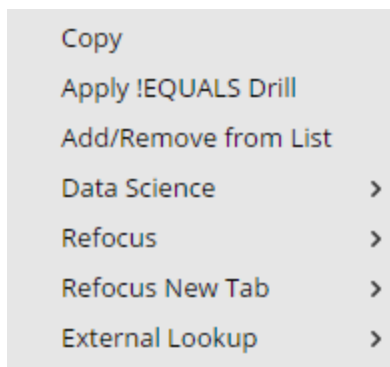 Copy
Apply !EQUALS Drill
Add/Remove from List
Data Science
Refocus
Refocus New Tab
External Lookup